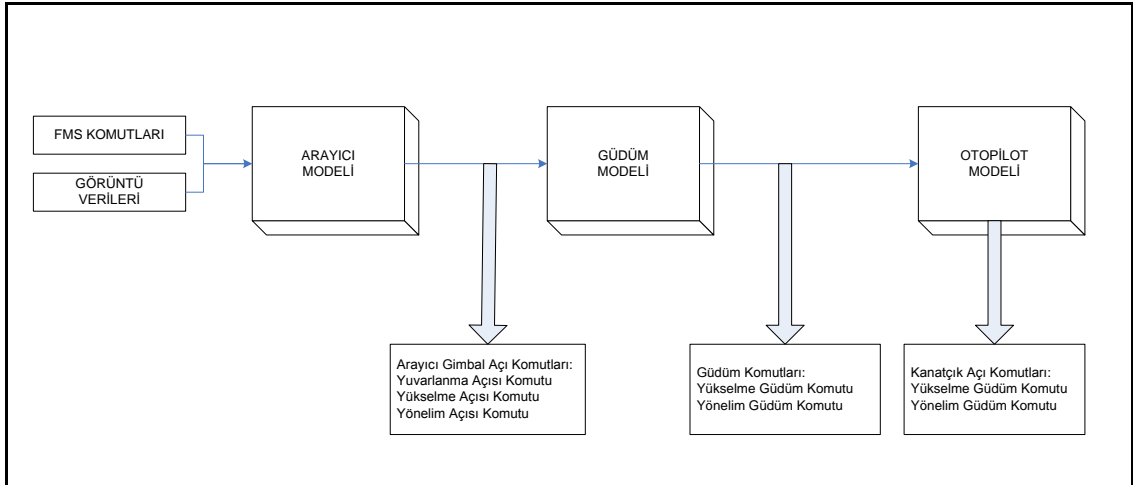 FMS KOMUTLARI
GÖRÜNTÜ
VERİLERİ
ARAYICI
MODELİ
GÜDÜM
MODELİ
OTOPİLOT
MODELİ
Arayıcı Gimbal Açı Komutları:
Yuvarlanma Açısı Komutu
Yükselme Açısı Komutu
Yönelim Açısı Komutu
Güdüm Komutları:
Yükselme Güdüm Komutu
Yönelim Güdüm Komutu
Kanatçık Açı Komutları:
Yükselme Güdüm Komutu
Yönelim Güdüm Komutu